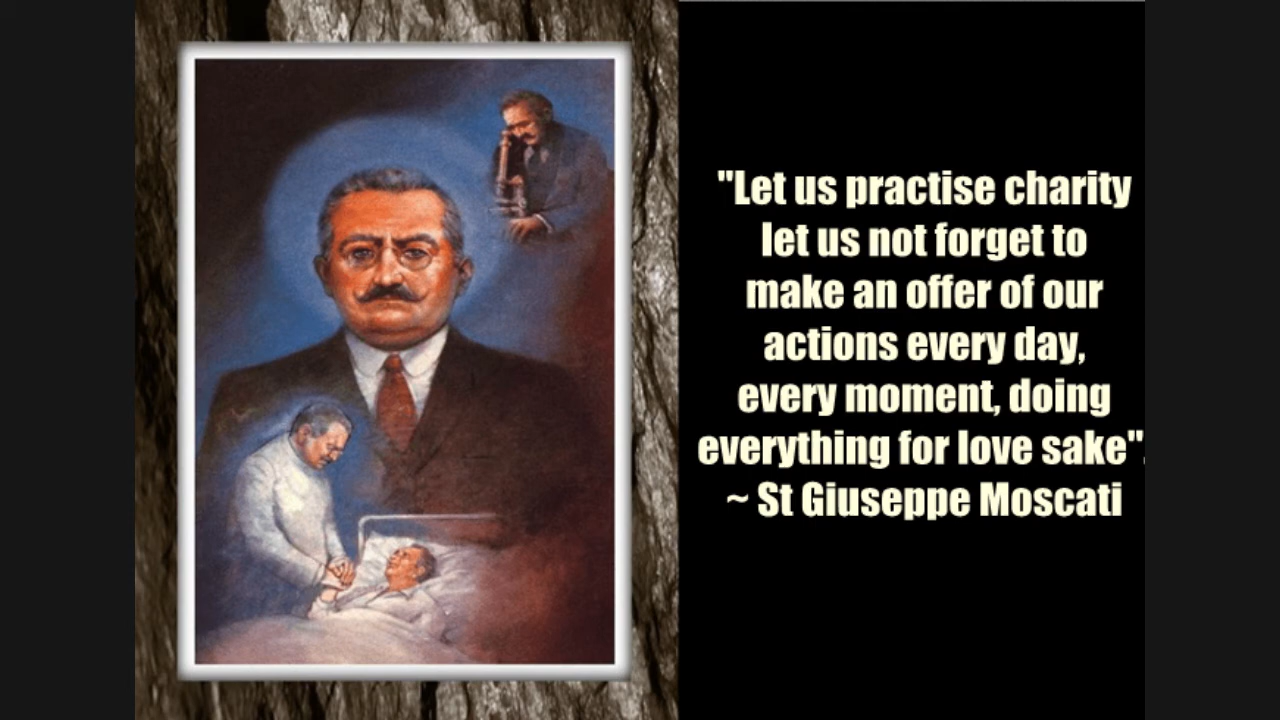 "Let us practise charity
let us not forget to
make an offer of our
actions every day,
every moment, doing
everything for love sake".
~ St Giuseppe Moscati